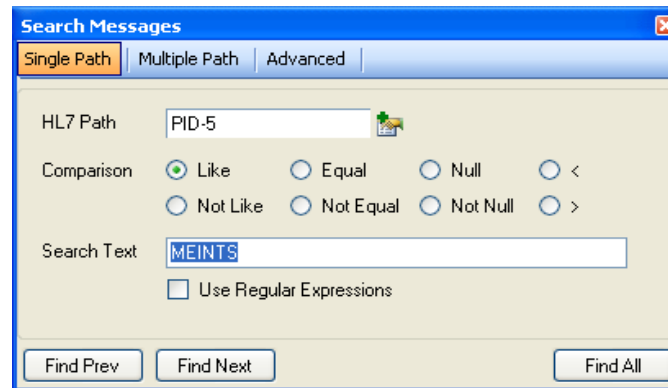 Search Messages
Single Path Multiple Path Advanced
HL7 Path PID-5
Comparison Like Equal Null <
Not Like Not Equal Not Null >
Search Text MEINTS
Use Regular Expressions
Find Prev Find Next Find All